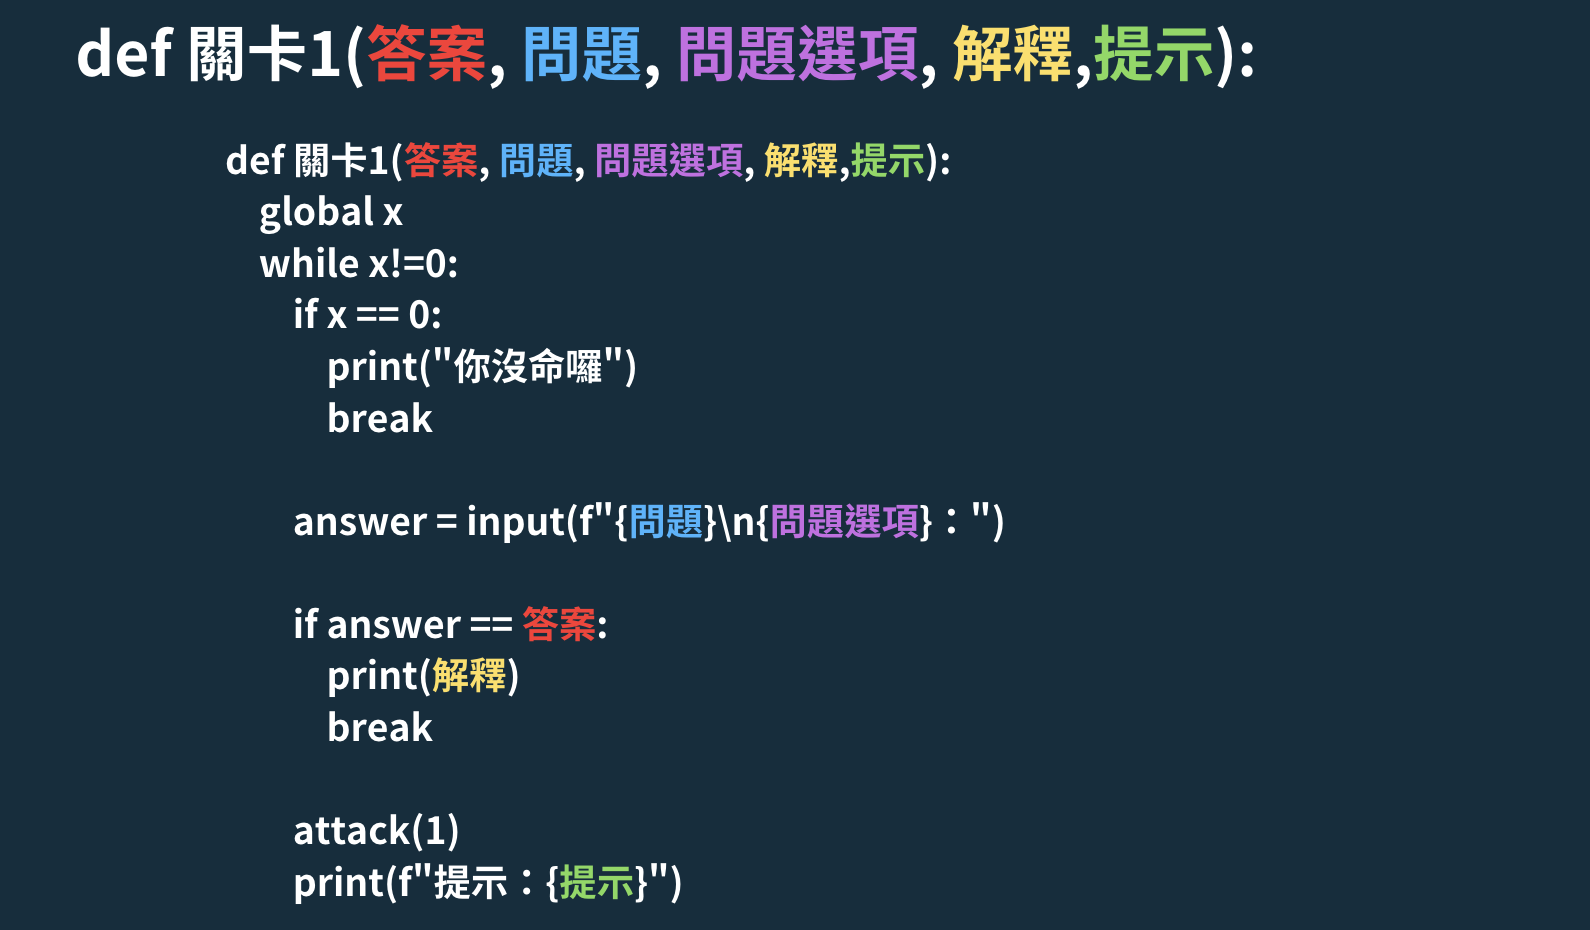 def 關卡1(答案, 問題, 問題選項, 解釋,提示):
def 關卡1(答案, 問題, 問題選項, 解釋,提示):
global x
while x!=0:
if x == 0:
print("你沒命囉")
break
answer = input(f"{問題}\n{問題選項}：")
if answer == 答案:
print(解釋)
break
attack(1)
print(f"提示：{提示}")